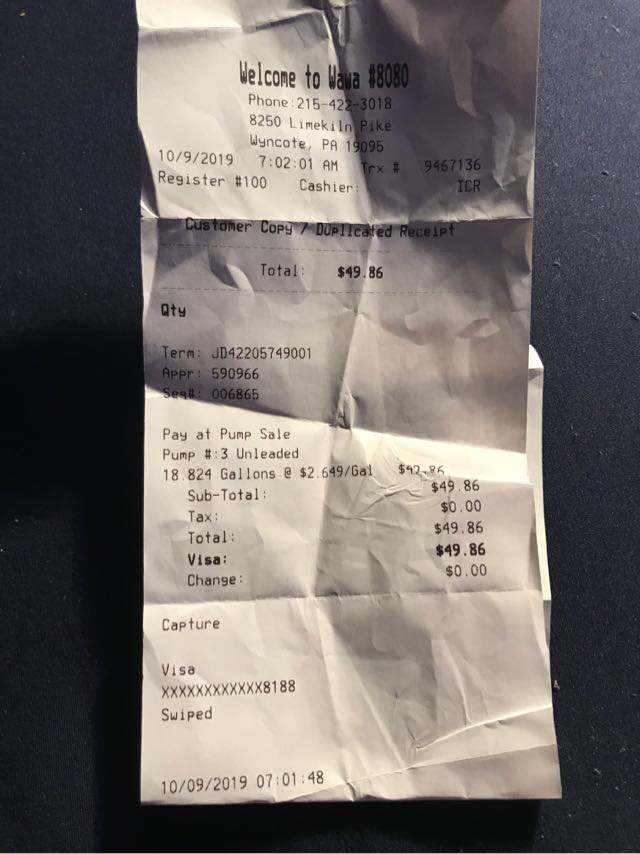 Welcome to Wawa #8080
Phone:215-422-3018
8250 Limekiln Pike
Wyncote, PA 19095
10/9/2019 7:02:01 AM Trx # 9467136
Register #100 Cashier: ICR
Customer Copy / Duplicated Receipt
Total: $49.86
Qty
Term: JD42205749001
Appr: 590966
Seq#: 006865
Pay at Pump Sale
Pump #:3 Unleaded
18.824 Gallons @ $2.649/Gal
Sub-Total: $49.86
Tax: $0.00
Total: $49.86
Visa: $49.86
Change: $0.00
Capture
Visa
XXXXXXXXXXXX8188
Swiped
10/09/2019 07:01:48